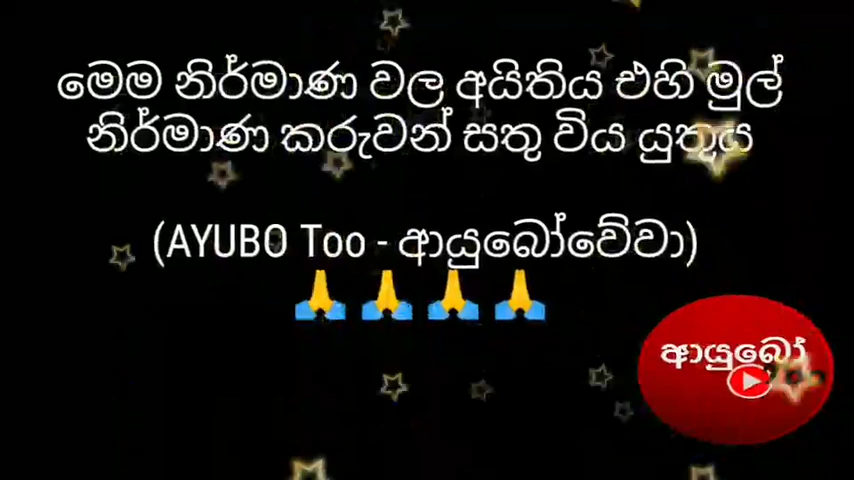 මෙම නිර්මාණ වල අයිතිය එහි මුල්
නිර්මාණ කරුවන් සතු විය යුතුය
(AYUBO Too - ආයුබෝවේවා)
🙏 🙏 🙏 🙏
ආයුබෝ